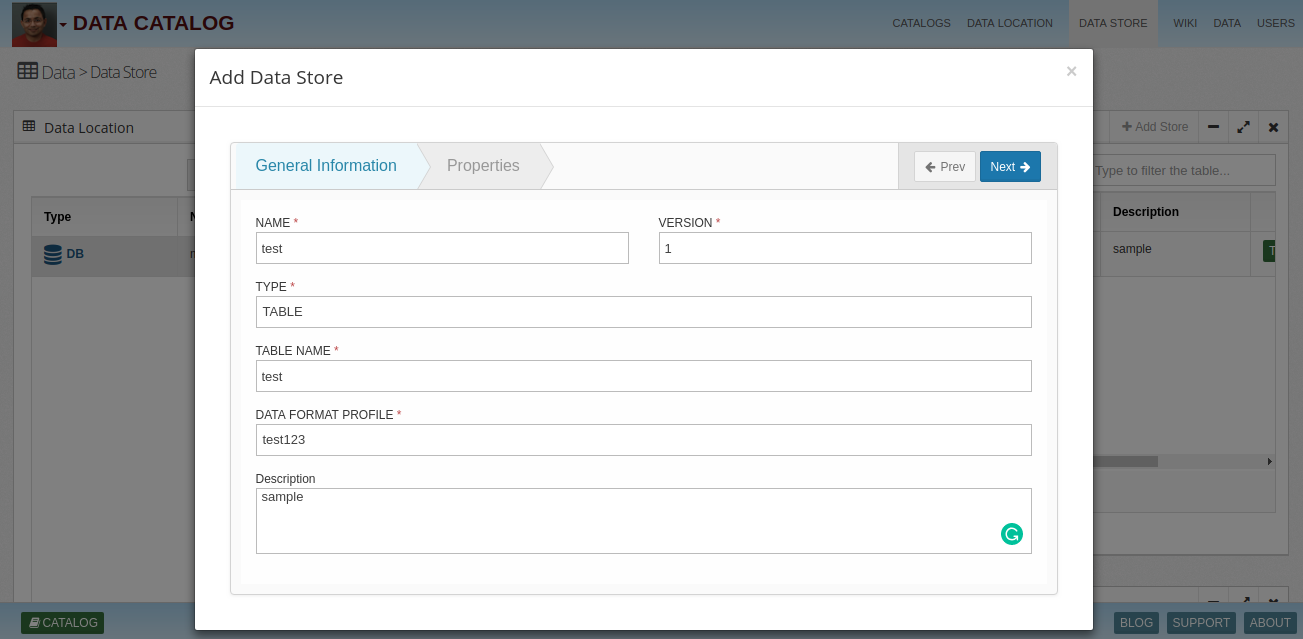 DATA CATALOG
CATALOGS DATA LOCATION DATA STORE WIKI DATA USERS
Data > Data Store
Add Data Store
×
Data Location
+ Add Store
General Information
Properties
Prev
Next
Type to filter the table...
Type
N
Description
DB
sample
T
NAME *
test
VERSION *
1
TYPE *
TABLE
TABLE NAME *
test
DATA FORMAT PROFILE *
test123
Description
sample
CATALOG
BLOG SUPPORT ABOUT